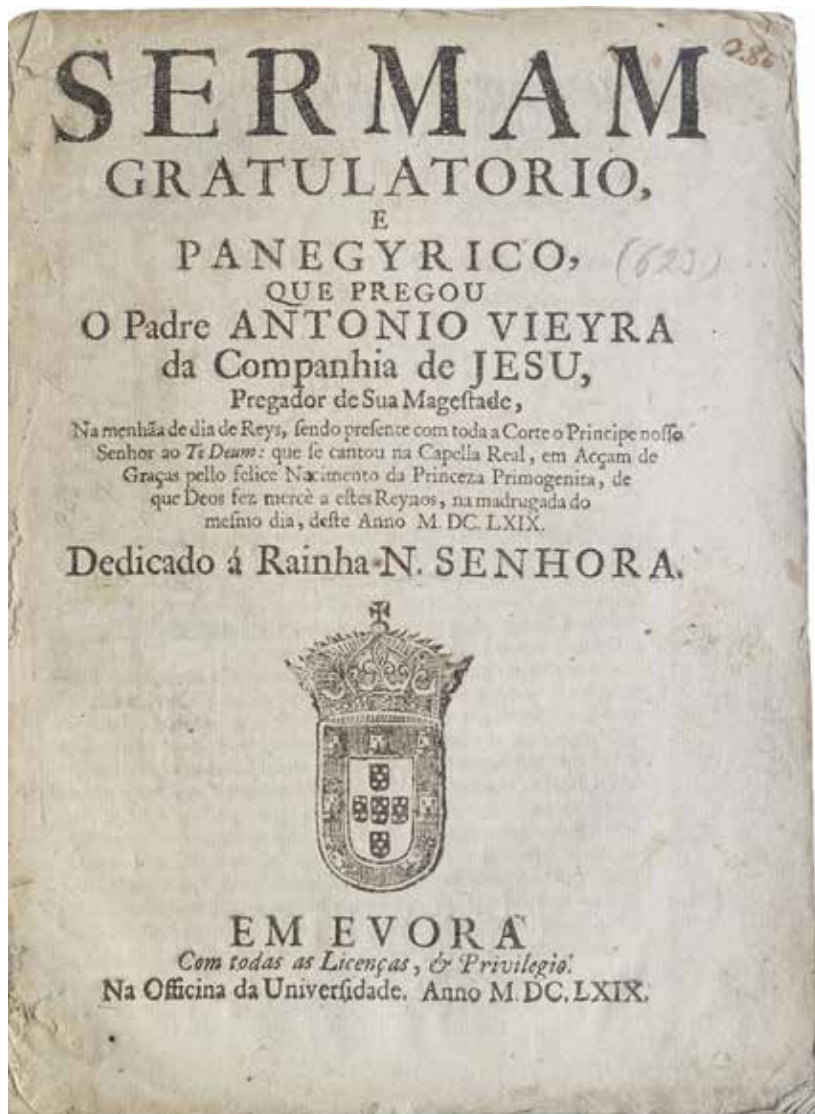 SERMAM
GRATULATORIO,
E
PANEGYRICO,
(623)
QUE PREGOU
O Padre ANTONIO VIEYRA
da Companhia de JESU,
Pregador de Sua Mageſtade,
Na menhãa de dia de Reys, ſendo preſente com toda a Corte o Principe noſſo
Senhor ao Te Deum: que ſe cantou na Capella Real, em Acçam de
Graças pello felice Nacimento da Princeza Primogenita, de
que Deos fez mercè a eſtes Reynos, na madrugada do
meſmo dia, deſte Anno M. DC. LXIX.
Dedicado á Rainha N. SENHORA.
EM EVORA
Com todas as Licenças, & Privilegio.
Na Officina da Univerſidade. Anno M. DC. LXIX.